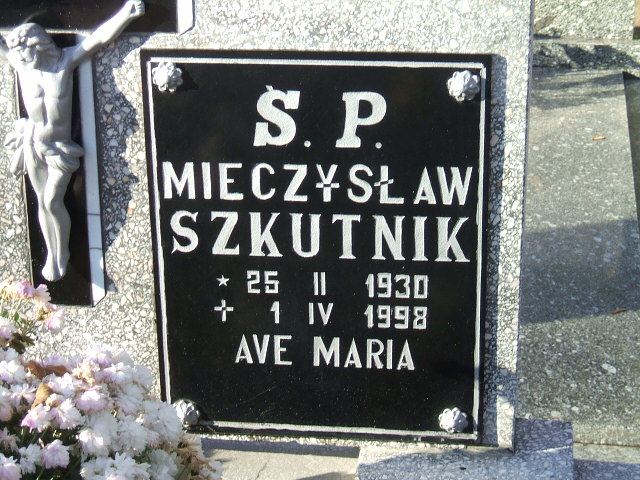 Ś. P.
MIECZYSŁAW
SZKUTNIK
* 25 II 1930
✝ 1 IV 1998
AVE MARIA